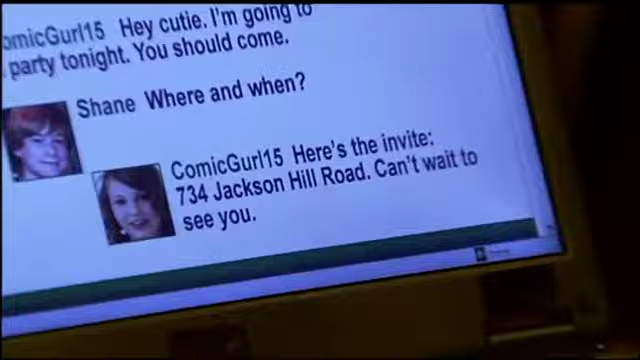 omicGurl15 Hey cutie. I'm going to
party tonight. You should come.
Shane Where and when?
ComicGurl15 Here's the invite:
734 Jackson Hill Road. Can't wait to
see you.